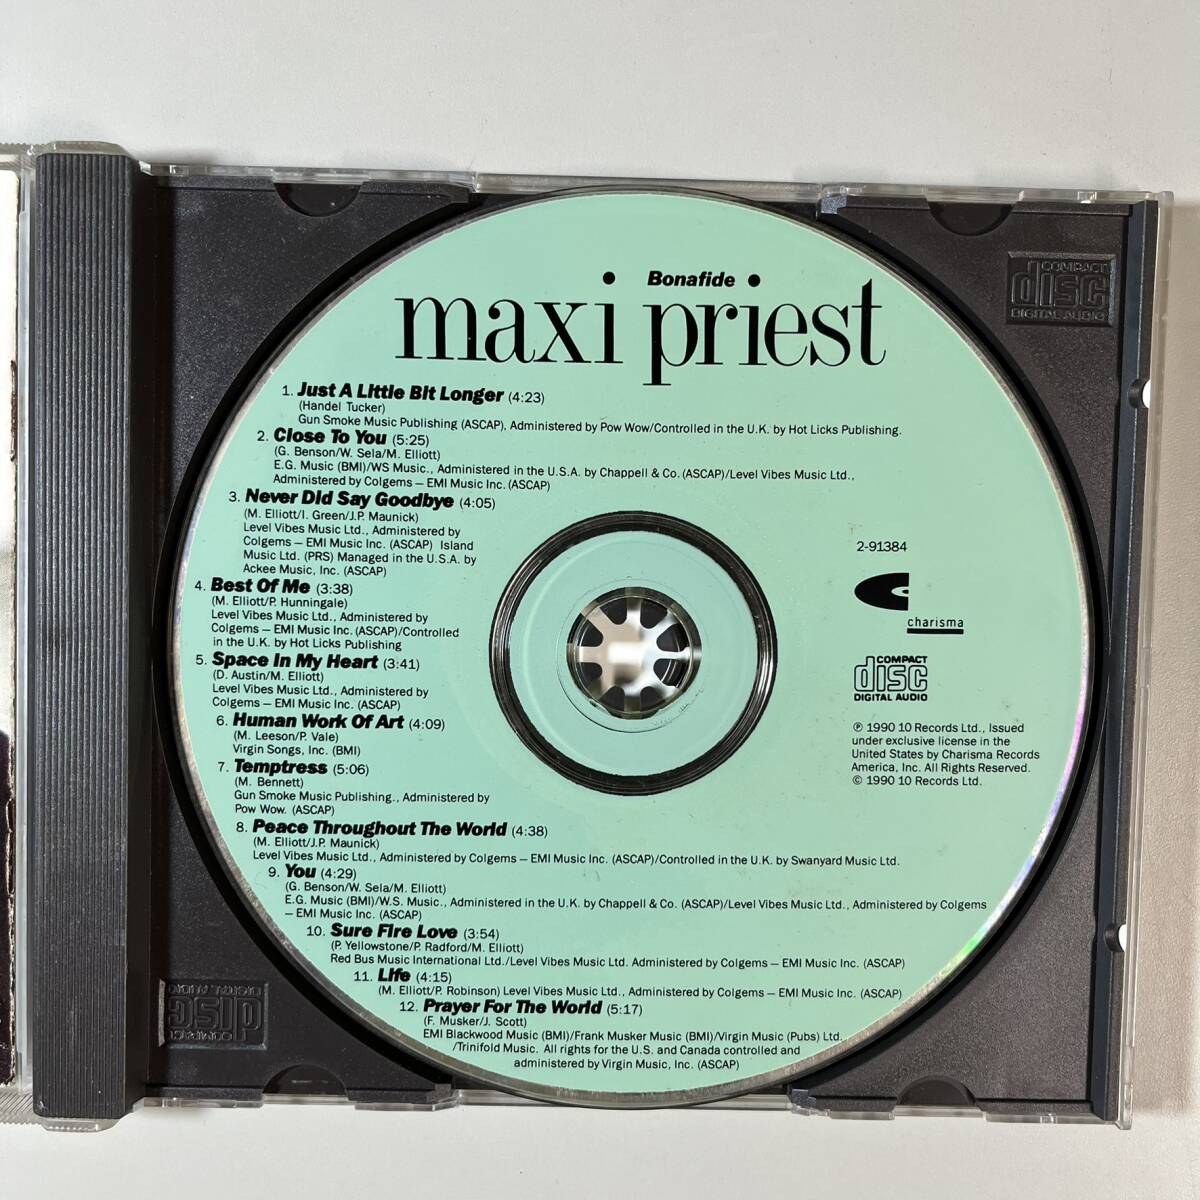 Bonafide
maxi priest
1. Just A Little Bit Longer (4:23)
(Handel Tucker)
Gun Smoke Music Publishing (ASCAP), Administered by Pow Wow/Controlled in the U.K. by Hot Licks Publishing.
2. Close To You (5:25)
(G. Benson/W. Sela/M. Elliott)
E.G. Music (BMI)/WS Music., Administered in the U.S.A. by Chappell & Co. (ASCAP)/Level Vibes Music Ltd.,
Administered by Colgems – EMI Music Inc. (ASCAP)
3. Never Did Say Goodbye (4:05)
(M. Elliott/I. Green/J.P. Maunick)
Level Vibes Music Ltd., Administered by
Colgems – EMI Music Inc. (ASCAP) Island
Music Ltd. (PRS) Managed in the U.S.A. by
Ackee Music, Inc. (ASCAP)
4. Best Of Me (3:38)
(M. Elliott/P. Hunningale)
Level Vibes Music Ltd., Administered by
Colgems – EMI Music Inc. (ASCAP)/Controlled
in the U.K. by Hot Licks Publishing
5. Space In My Heart (3:41)
(D. Austin/M. Elliott)
Level Vibes Music Ltd., Administered by
Colgems – EMI Music Inc. (ASCAP)
6. Human Work Of Art (4:09)
(M. Leeson/P. Vale)
Virgin Songs, Inc. (BMI)
7. Temptress (5:06)
(M. Bennett)
Gun Smoke Music Publishing., Administered by
Pow Wow. (ASCAP)
8. Peace Throughout The World (4:38)
(M. Elliott/J.P. Maunick)
Level Vibes Music Ltd., Administered by Colgems – EMI Music Inc. (ASCAP)/Controlled in the U.K. by Swanyard Music Ltd.
9. You (4:29)
(G. Benson/W. Sela/M. Elliott)
E.G. Music (BMI)/W.S. Music., Administered in the U.K. by Chappell & Co. (ASCAP)/Level Vibes Music Ltd., Administered by Colgems
– EMI Music Inc. (ASCAP)
10. Sure Fire Love (3:54)
(P. Yellowstone/P. Radford/M. Elliott)
Red Bus Music International Ltd./Level Vibes Music Ltd. Administered by Colgems – EMI Music Inc. (ASCAP)
11. Life (4:15)
(M. Elliott/P. Robinson) Level Vibes Music Ltd., Administered by Colgems – EMI Music Inc. (ASCAP)
12. Prayer For The World (5:17)
(F. Musker/J. Scott)
EMI Blackwood Music (BMI)/Frank Musker Music (BMI)/Virgin Music (Pubs) Ltd.
/Trinifold Music. All rights for the U.S. and Canada controlled and
administered by Virgin Music, Inc. (ASCAP)
2-91384
charisma
COMPACT
disc
DIGITAL AUDIO
℗ 1990 10 Records Ltd., Issued
under exclusive license in the
United States by Charisma Records
America, Inc. All Rights Reserved.
© 1990 10 Records Ltd.
COMPACT
disc
DIGITAL AUDIO
COMPACT
disc
DIGITAL AUDIO